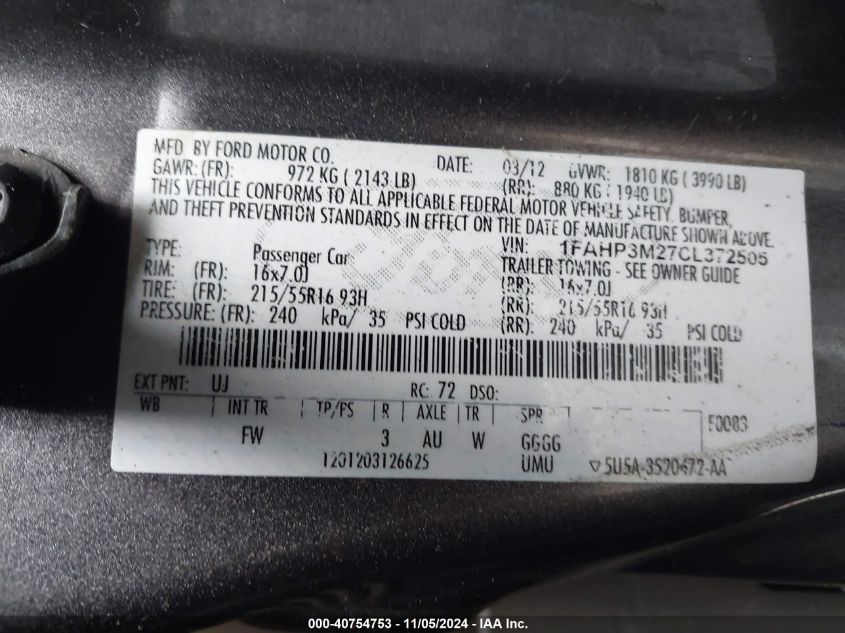 MFD. BY FORD MOTOR CO. DATE: 03/12 GVWR: 1810 KG ( 3990 LB)
GAWR: (FR): 972 KG ( 2143 LB) (RR): 880 KG ( 1940 LB)
THIS VEHICLE CONFORMS TO ALL APPLICABLE FEDERAL MOTOR VEHICLE SAFETY, BUMPER,
AND THEFT PREVENTION STANDARDS IN EFFECT ON THE DATE OF MANUFACTURE SHOWN ABOVE.
VIN: 1FAHP3M27CL372505
TYPE: Passenger Car TRAILER TOWING - SEE OWNER GUIDE
RIM: (FR): 16x7.0J (RR): 16x7.0J
TIRE: (FR): 215/55R16 93H (RR): 215/55R16 93H
PRESSURE: (FR): 240 kPa/ 35 PSI COLD (RR): 240 kPa/ 35 PSI COLD
EXT PNT: UJ RC: 72 DSO:
WB INT TR TP/PS R AXLE TR SPR F0083
FW 3 AU W GGGG
1201203126625 UMU 5U5A-3520472-AA
000-40754753 - 11/05/2024 - IAA Inc.